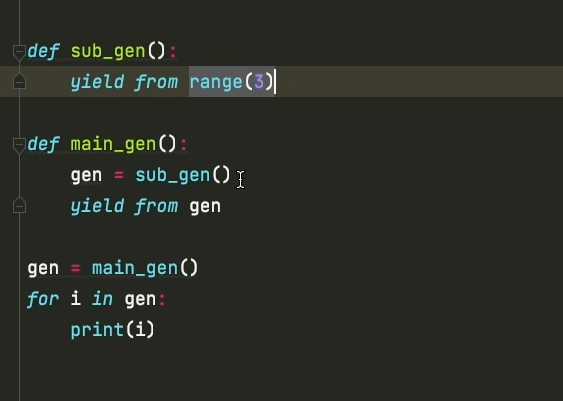 def sub_gen():
    yield from range(3)
def main_gen():
    gen = sub_gen()
    yield from gen
gen = main_gen()
for i in gen:
    print(i)